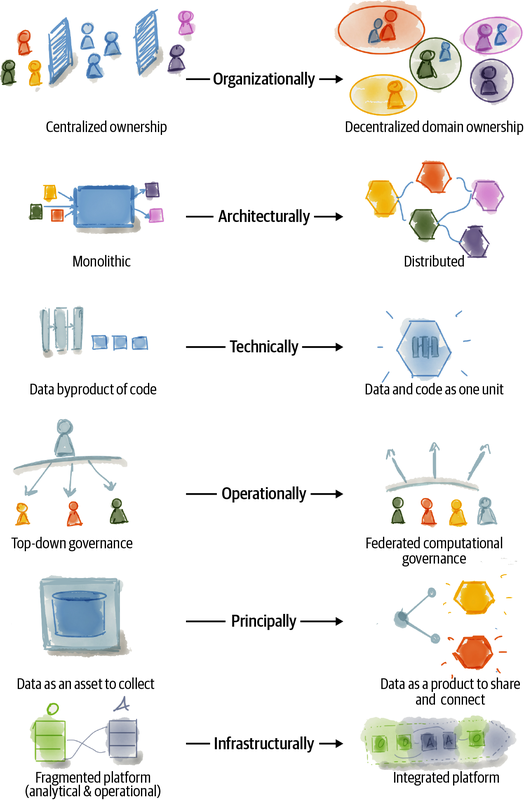 Organizationally
Centralized ownership
Decentralized domain ownership
Architecturally
Monolithic
Distributed
Technically
Data byproduct of code
Data and code as one unit
Operationally
Top-down governance
Federated computational
governance
Principally
Data as an asset to collect
Data as a product to share
and connect
O
A
Infrastructurally
O
O
A
A
O
Fragmented platform
(analytical & operational)
Integrated platform